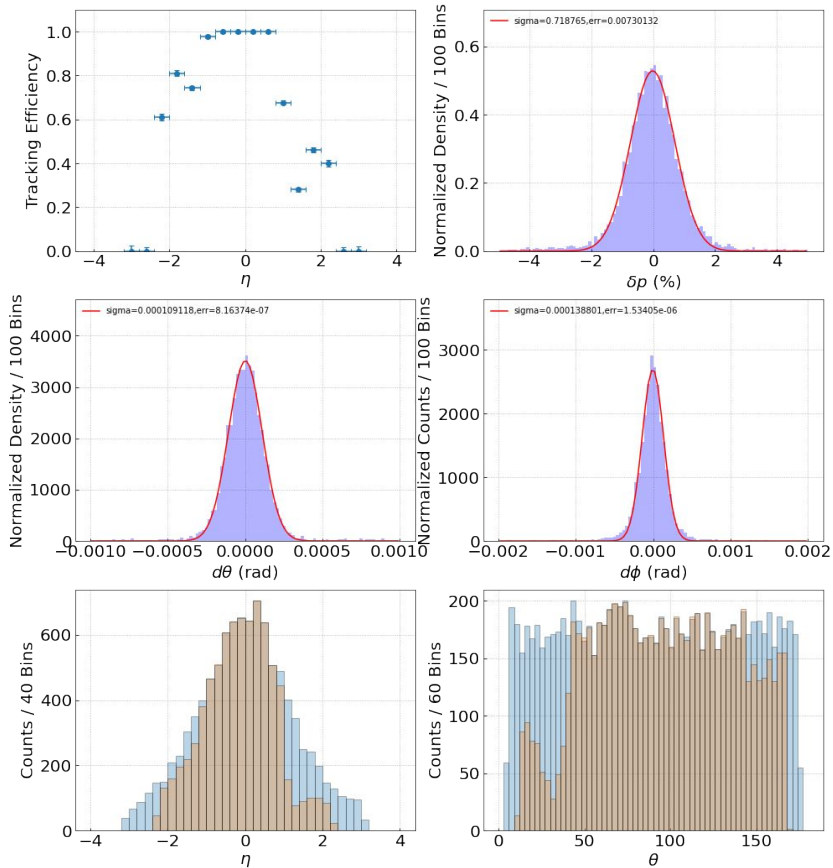 Tracking Efficiency
1.0
0.8
0.6
0.4
0.2
0.0
−4 −2 0 2 4
η
Normalized Density / 100 Bins
0.6
0.4
0.2
0.0
sigma=0.718765,err=0.00730132
−4 −2 0 2 4
δp (%)
Normalized Density / 100 Bins
4000
3000
2000
1000
0
sigma=0.000109118,err=8.16374e-07
−0.0010 −0.0005 0.0000 0.0005 0.0010
dθ (rad)
Normalized Counts / 100 Bins
3000
2000
1000
0
sigma=0.000138801,err=1.53405e-06
−0.002 −0.001 0.000 0.001 0.002
dϕ (rad)
Counts / 40 Bins
600
400
200
0
−4 −2 0 2 4
η
Counts / 60 Bins
200
150
100
50
0
0 50 100 150
θ